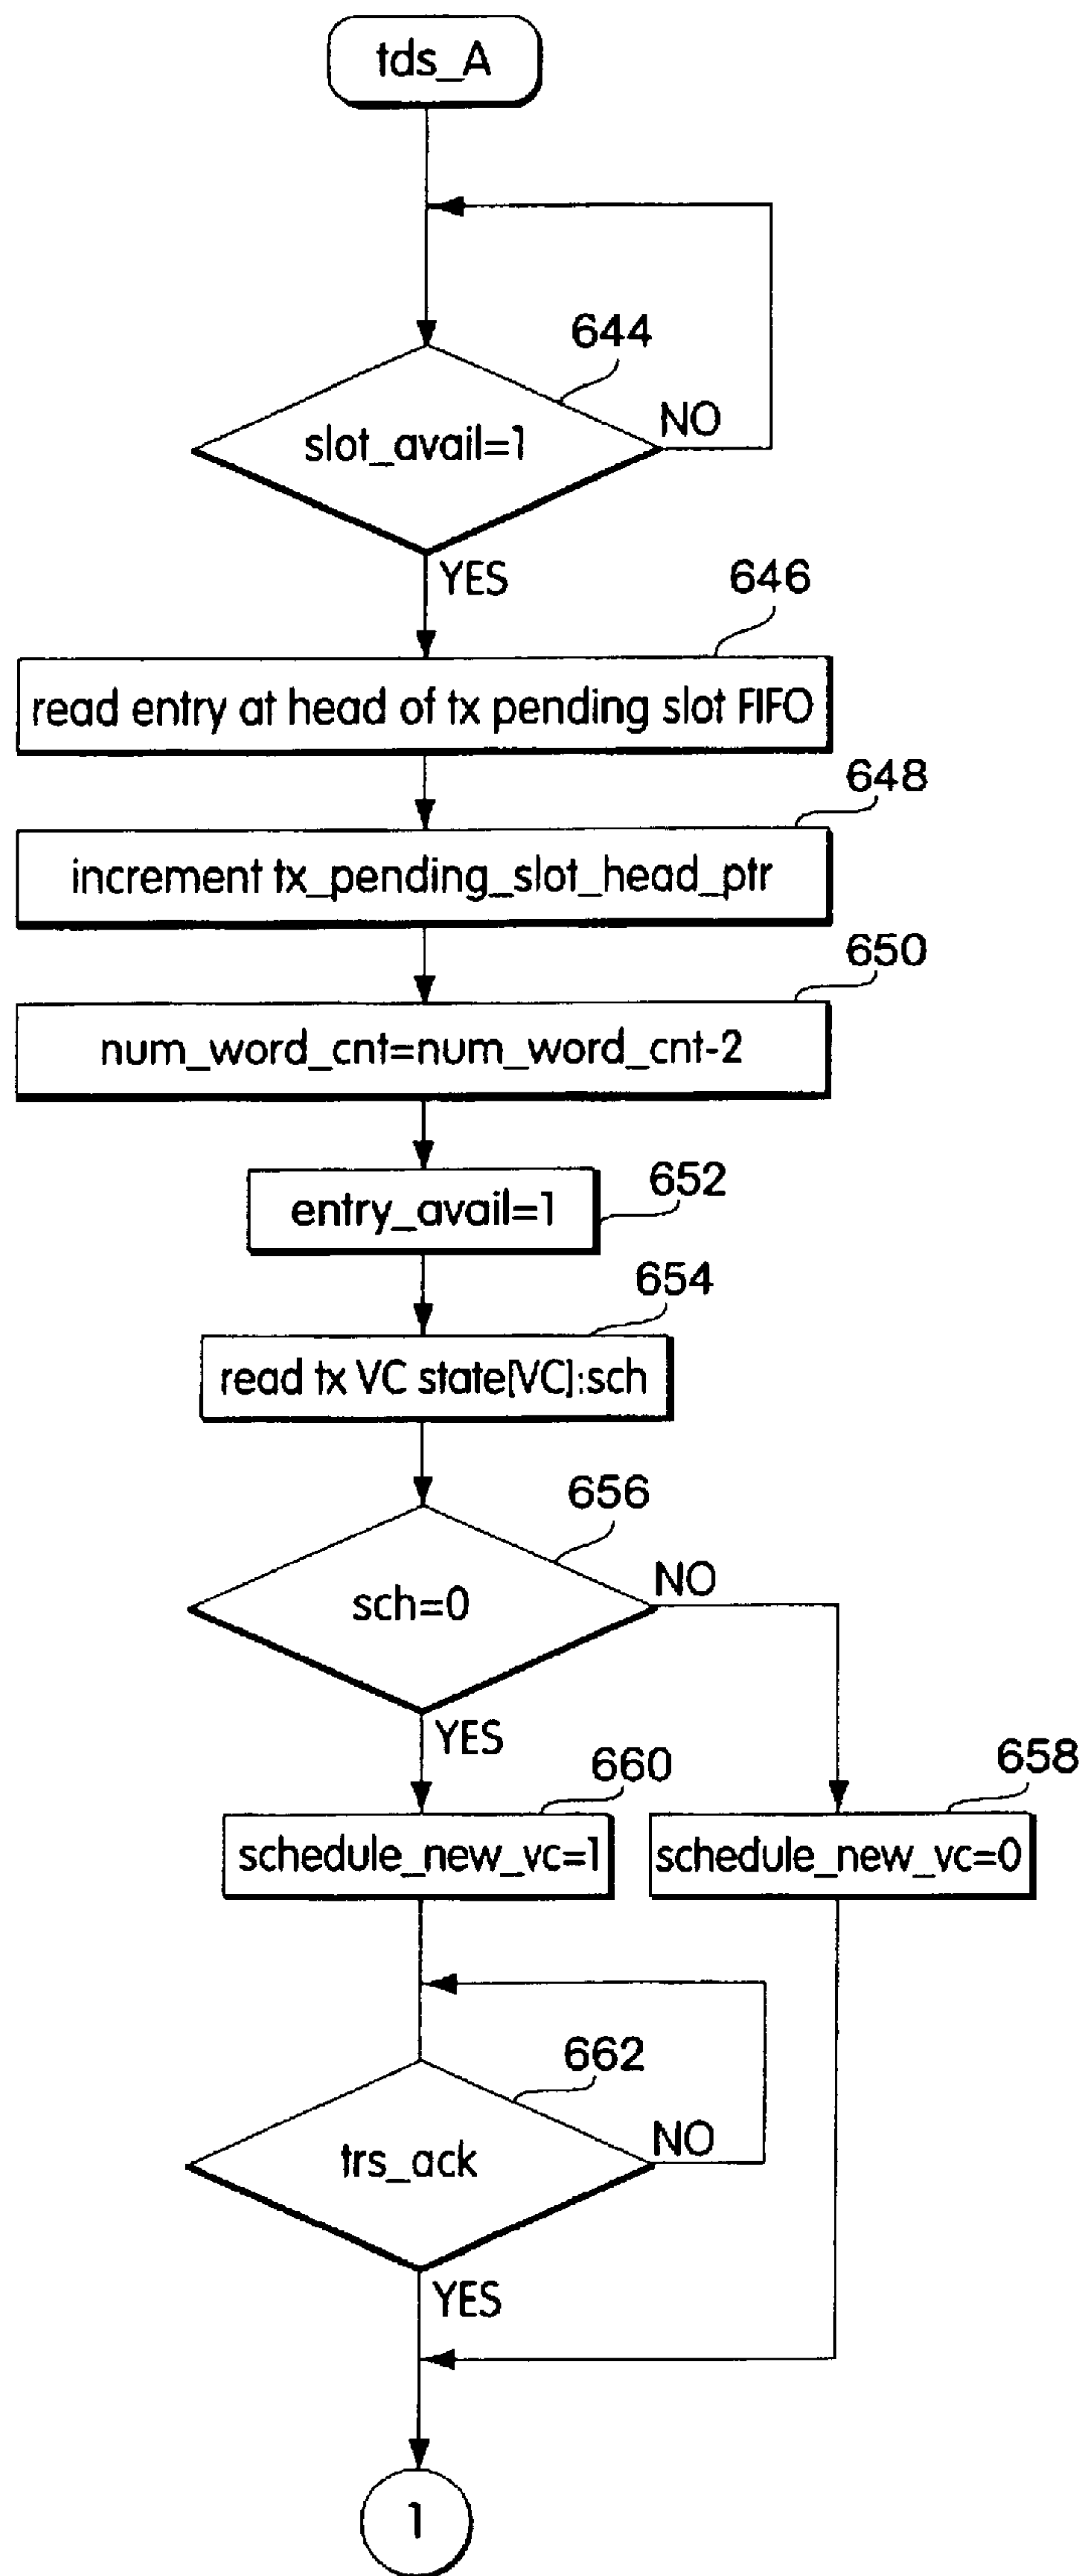 tds_A
644
slot_avail=1
NO
YES
646
read entry at head of tx pending slot FIFO
648
increment tx_pending_slot_head_ptr
650
num_word_cnt=num_word_cnt-2
652
entry_avail=1
654
read tx VC state[VC]:sch
656
sch=0
NO
YES
660
658
schedule_new_vc=1
schedule_new_vc=0
662
trs_ack
NO
YES
1